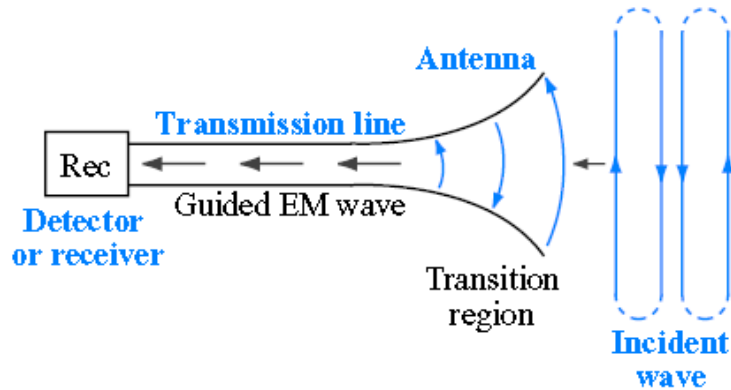 Antenna
Transmission line
Rec
Guided EM wave
Detector
or receiver
Transition
region
Incident
wave